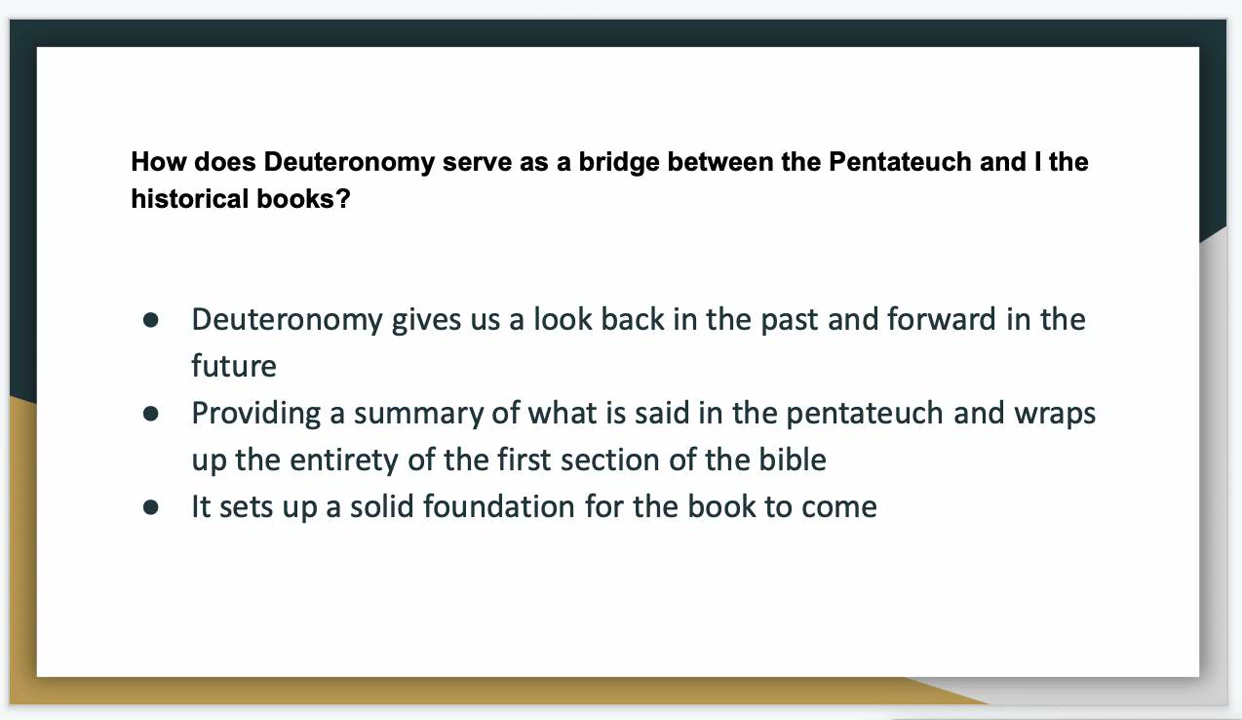 How does Deuteronomy serve as a bridge between the Pentateuch and I the
historical books?
● Deuteronomy gives us a look back in the past and forward in the
future
● Providing a summary of what is said in the pentateuch and wraps
up the entirety of the first section of the bible
● It sets up a solid foundation for the book to come